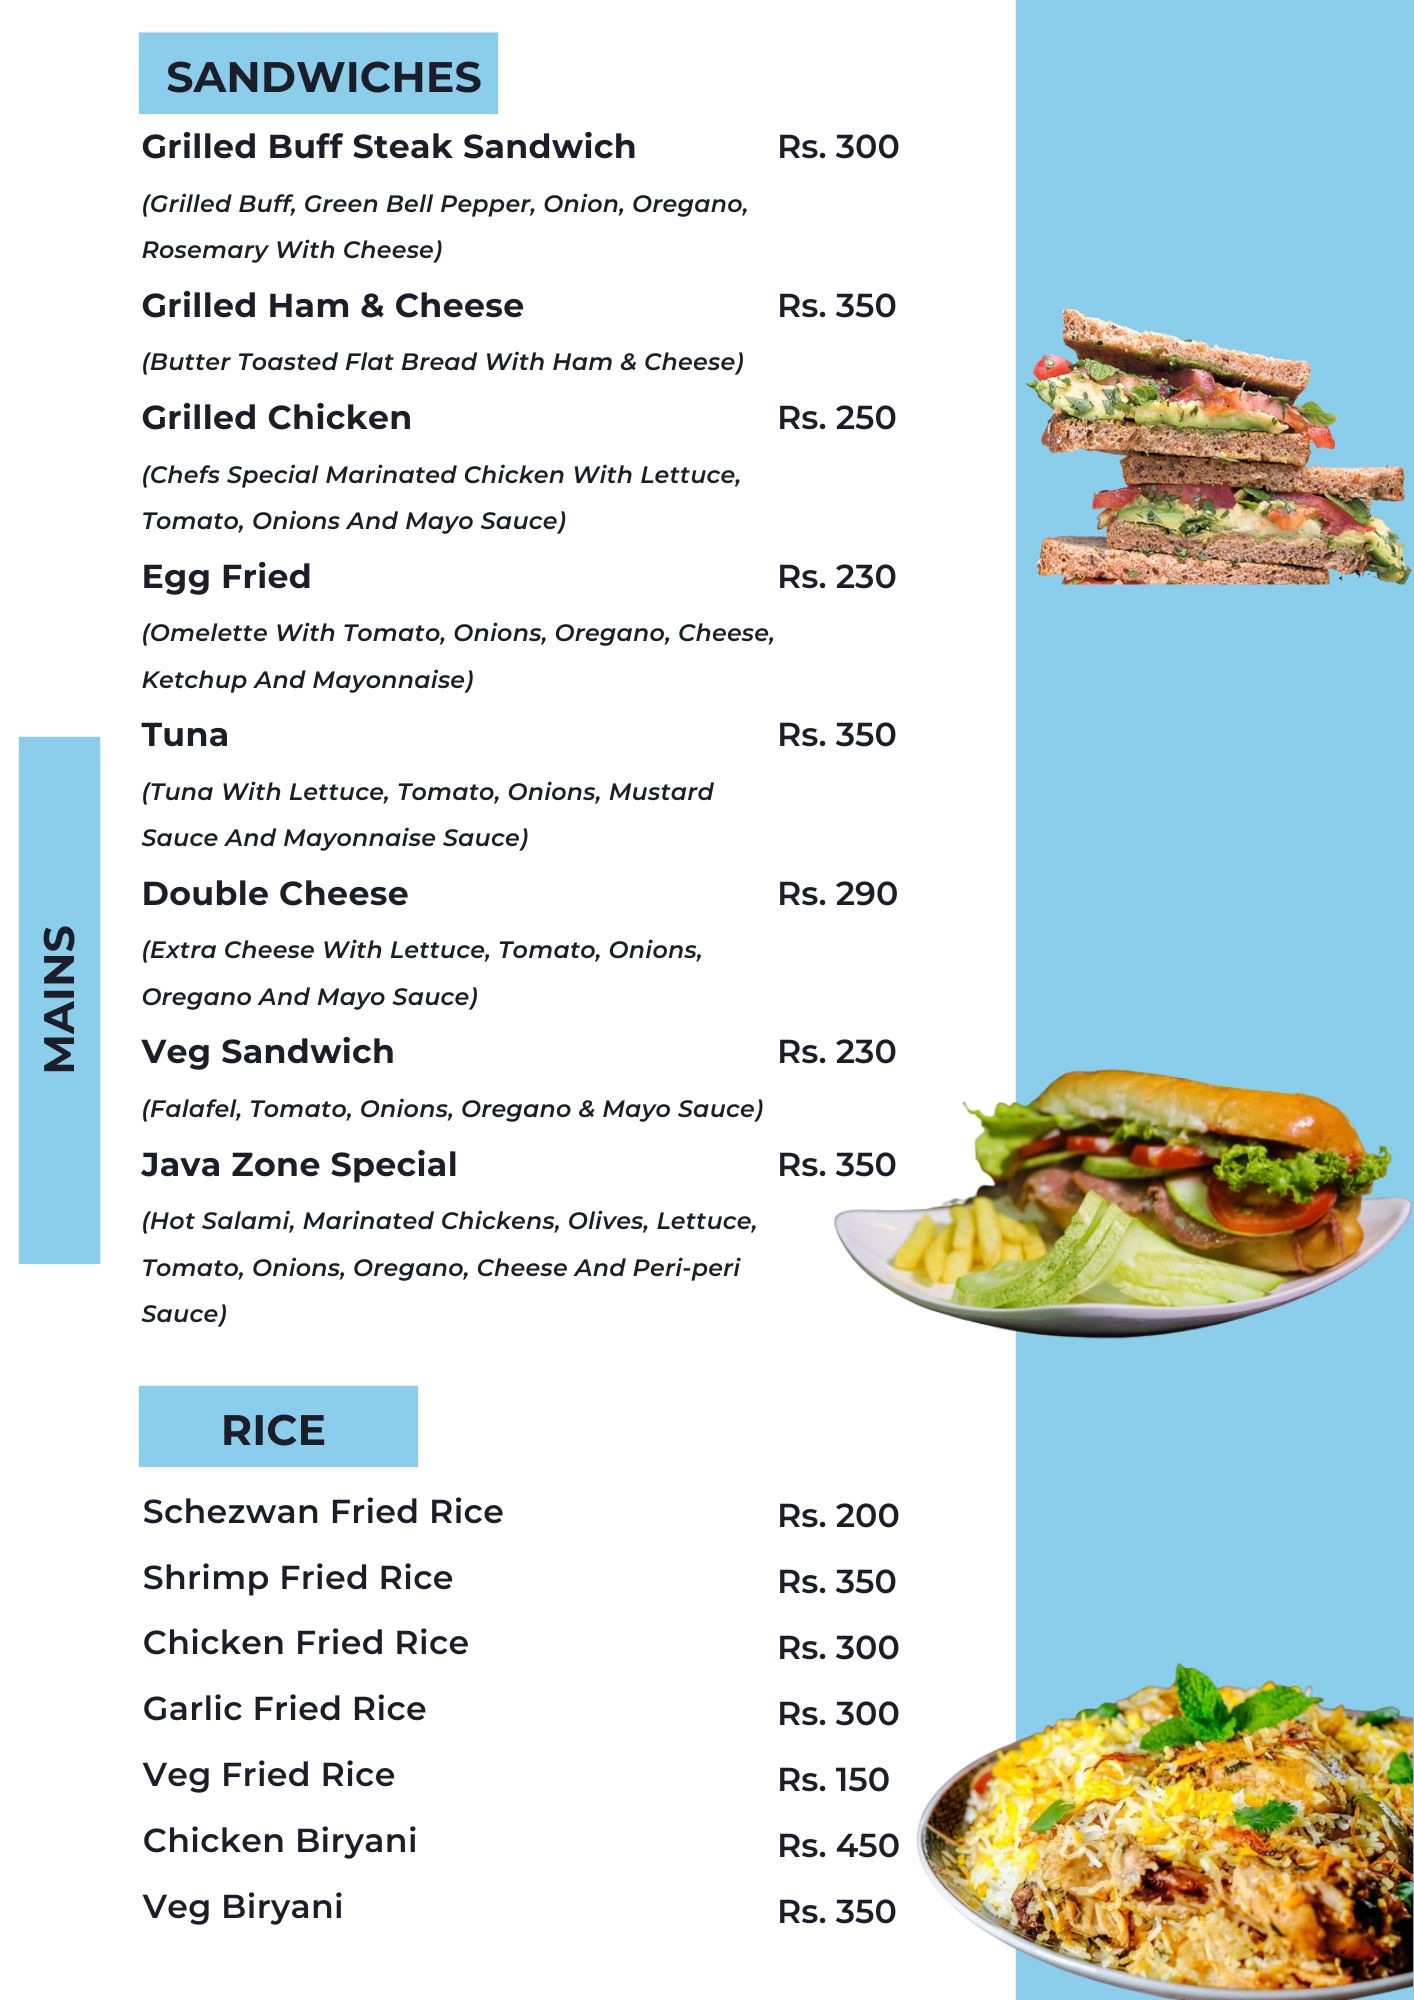 SANDWICHES
Grilled Buff Steak Sandwich Rs. 300
(Grilled Buff, Green Bell Pepper, Onion, Oregano,
Rosemary With Cheese)
Grilled Ham & Cheese Rs. 350
(Butter Toasted Flat Bread With Ham & Cheese)
Grilled Chicken Rs. 250
(Chefs Special Marinated Chicken With Lettuce,
Tomato, Onions And Mayo Sauce)
Egg Fried Rs. 230
(Omelette With Tomato, Onions, Oregano, Cheese,
Ketchup And Mayonnaise)
Tuna Rs. 350
(Tuna With Lettuce, Tomato, Onions, Mustard
Sauce And Mayonnaise Sauce)
Double Cheese Rs. 290
(Extra Cheese With Lettuce, Tomato, Onions,
Oregano And Mayo Sauce)
Veg Sandwich Rs. 230
(Falafel, Tomato, Onions, Oregano & Mayo Sauce)
Java Zone Special Rs. 350
(Hot Salami, Marinated Chickens, Olives, Lettuce,
Tomato, Onions, Oregano, Cheese And Peri-peri
Sauce)
MAINS
RICE
Schezwan Fried Rice Rs. 200
Shrimp Fried Rice Rs. 350
Chicken Fried Rice Rs. 300
Garlic Fried Rice Rs. 300
Veg Fried Rice Rs. 150
Chicken Biryani Rs. 450
Veg Biryani Rs. 350